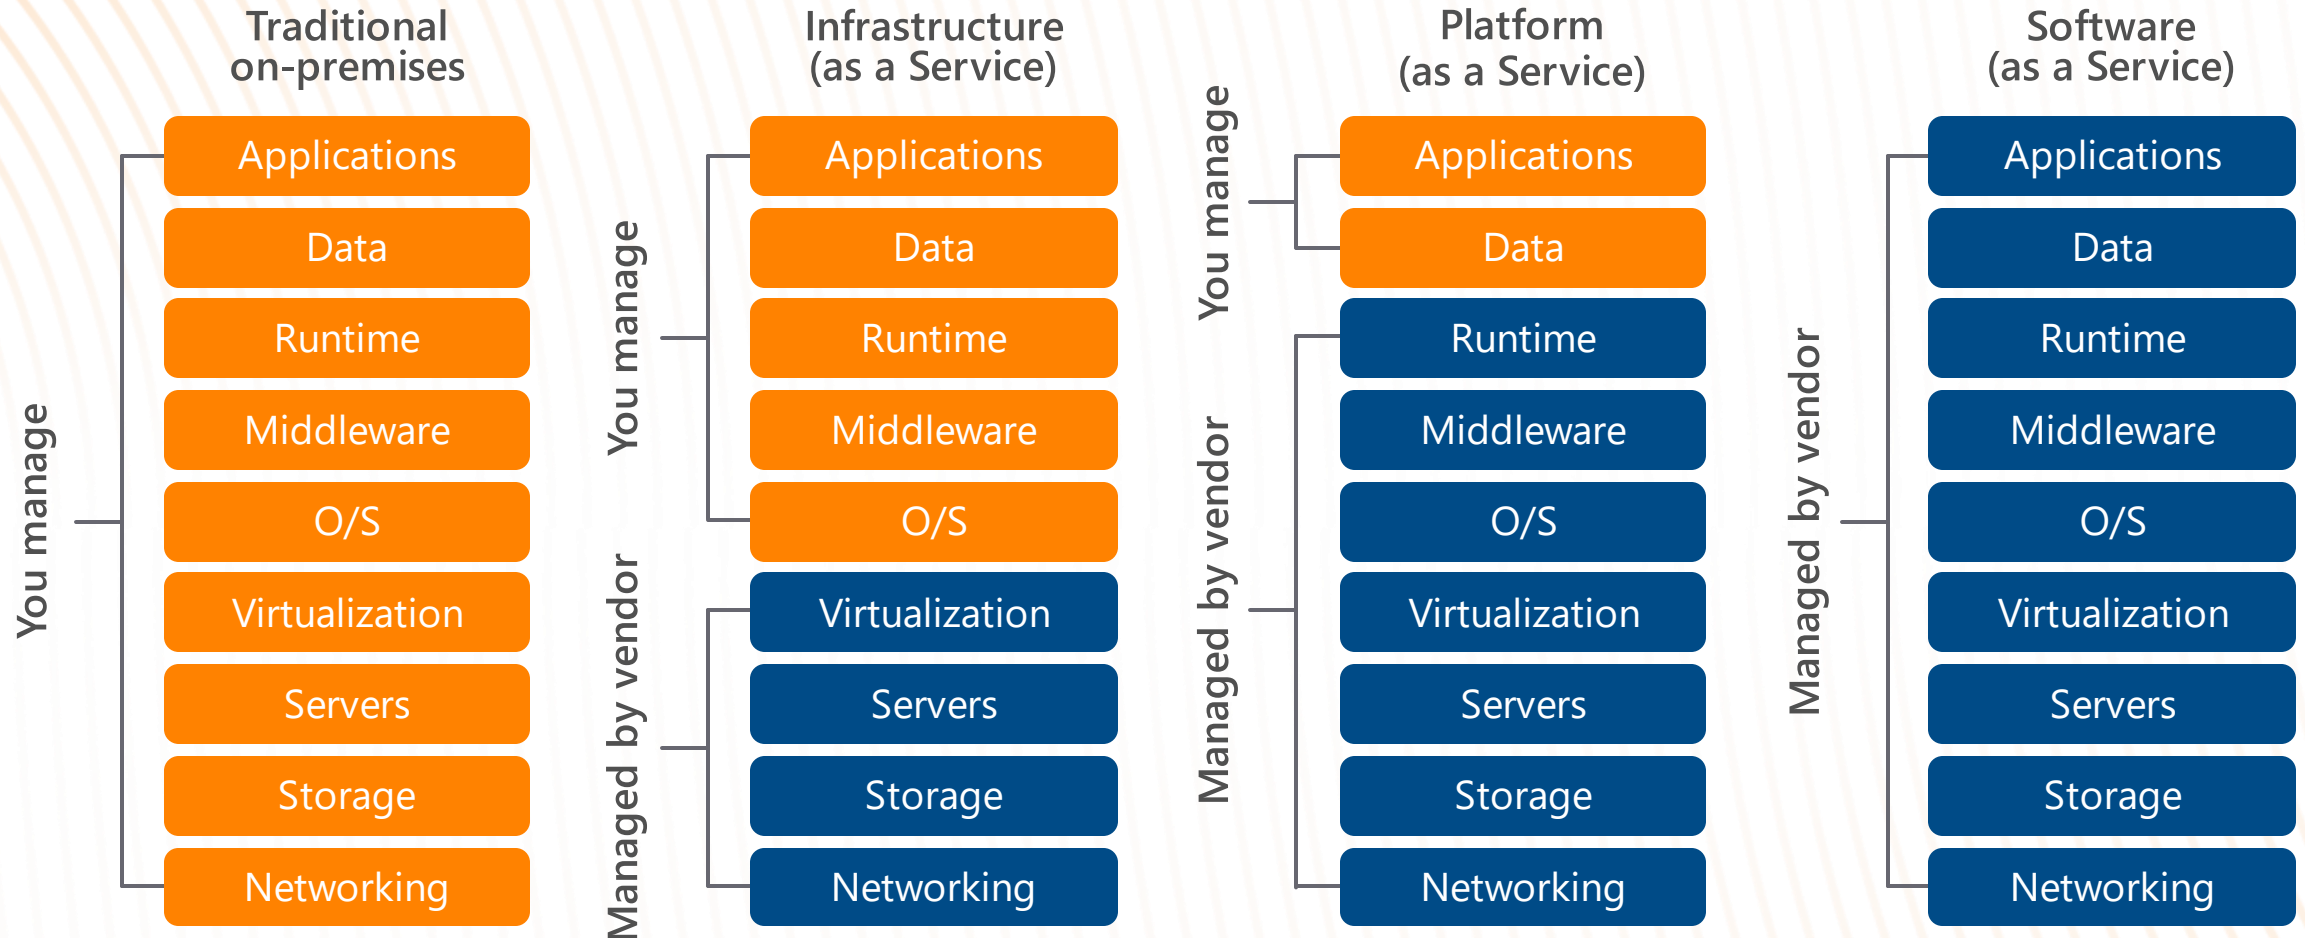 Traditional
on-premises
You manage
Applications
Data
Runtime
Middleware
O/S
Virtualization
Servers
Storage
Networking
Infrastructure
(as a Service)
You manage
Managed by vendor
Applications
Data
Runtime
Middleware
O/S
Virtualization
Servers
Storage
Networking
Platform
(as a Service)
You manage
Managed by vendor
Applications
Data
Runtime
Middleware
O/S
Virtualization
Servers
Storage
Networking
Software
(as a Service)
Managed by vendor
Applications
Data
Runtime
Middleware
O/S
Virtualization
Servers
Storage
Networking